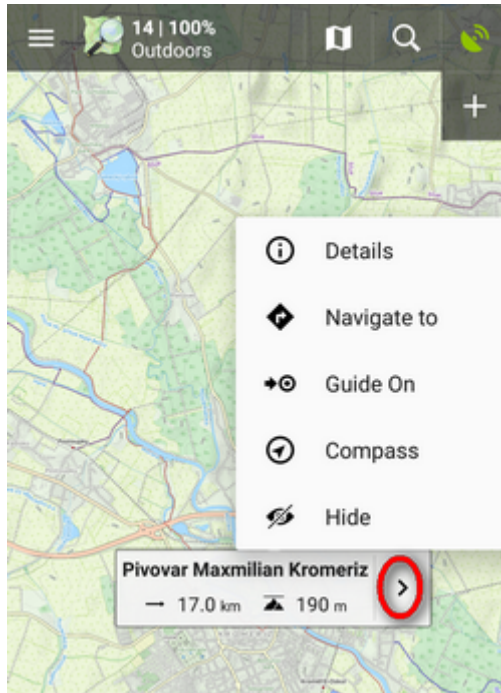 14 | 100%
Outdoors
Details
Navigate to
Guide On
Compass
Hide
Pivovar Maxmilian Kromeriz
17.0 km 190 m